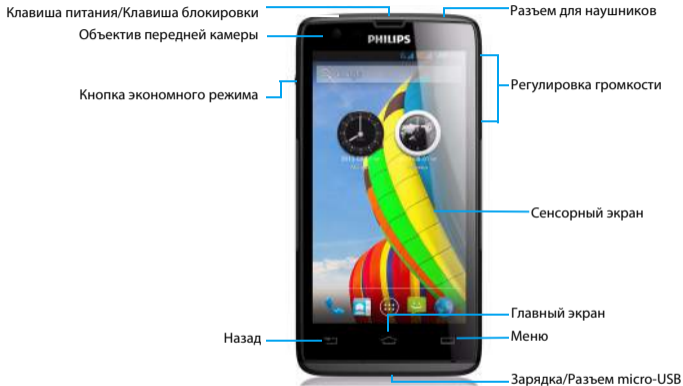 Клавиша питания/Клавиша блокировки
Разъем для наушников
Объектив передней камеры
PHILIPS
Регулировка громкости
Кнопка экономного режима
Сенсорный экран
Главный экран
Назад
Меню
Зарядка/Разъем micro-USB